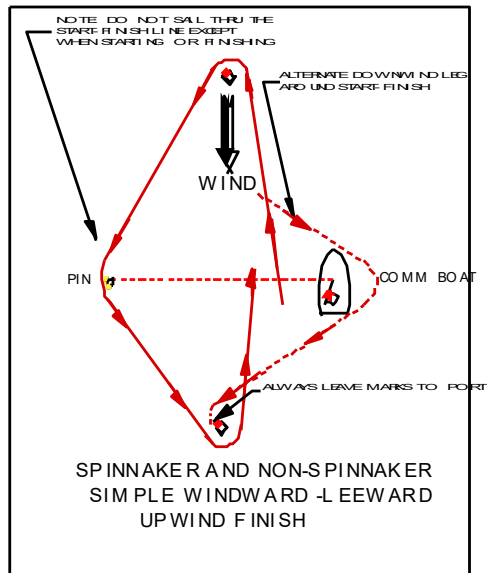 NOTE DO NOT SAIL THRU THE
START-FINISH LINE EXCEPT
WHEN STARTING OR FINISHING
ALTERNATE DOWNWIND LEG
AROUND START-FINISH
WIND
PIN
COMM BOAT
ALWAYS LEAVE MARKS TO PORT
SPINNAKER AND NON-SPINNAKER
SIMPLE WINDWARD-LEEWARD
UPWIND FINISH